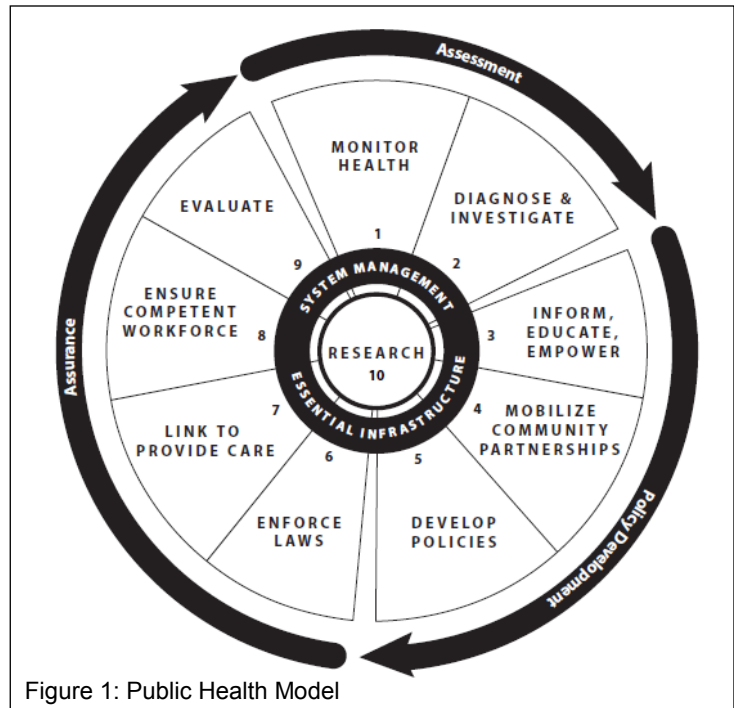 Assessment
MONITOR
HEALTH
1
DIAGNOSE &
INVESTIGATE
2
INFORM,
EDUCATE,
EMPOWER
3
MOBILIZE
COMMUNITY
PARTNERSHIPS
4
Policy Development
DEVELOP
POLICIES
5
ENFORCE
LAWS
6
LINK TO
PROVIDE CARE
7
ENSURE
COMPETENT
WORKFORCE
8
EVALUATE
9
Assurance
SYSTEM MANAGEMENT
RESEARCH
10
ESSENTIAL INFRASTRUCTURE
Figure 1: Public Health Model